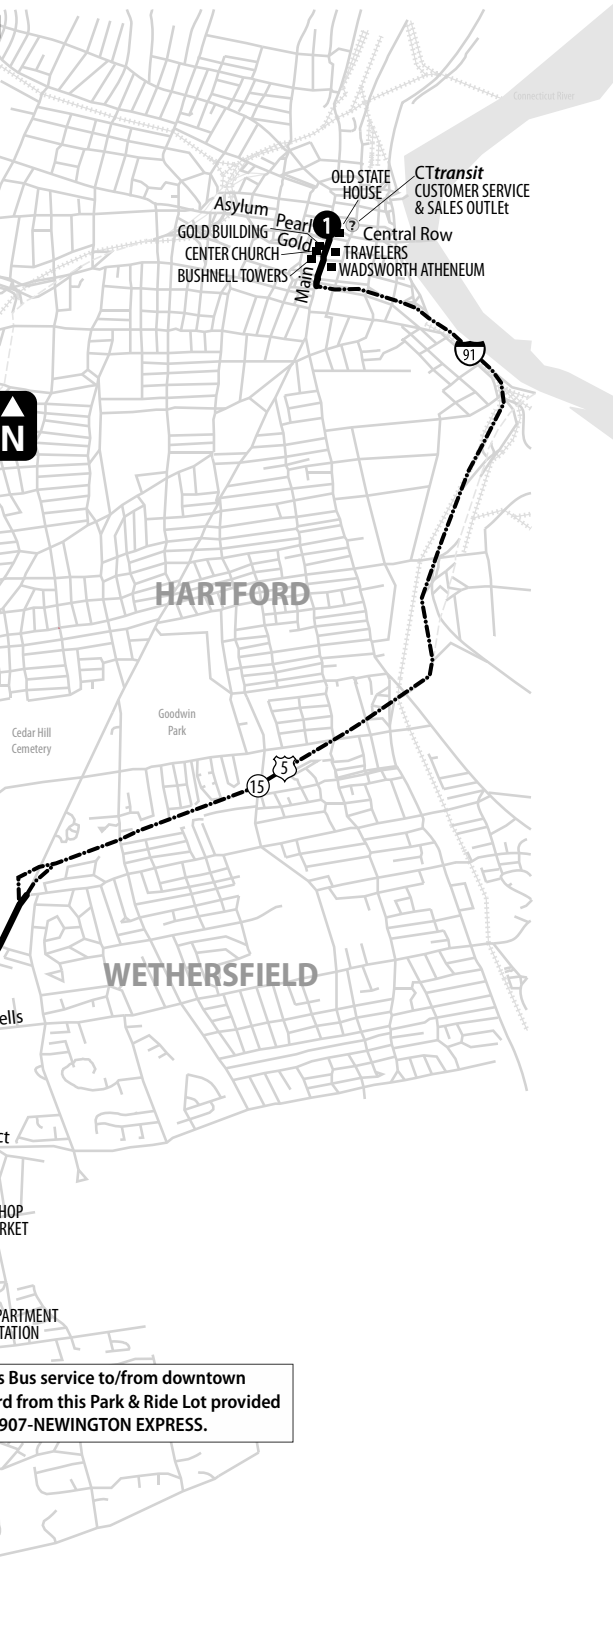 Connecticut River
OLD STATE
HOUSE
CTtransit
CUSTOMER SERVICE
& SALES OUTLEt
Asylum
Pearl
1
?
Central Row
GOLD BUILDING
Gold
CENTER CHURCH
TRAVELERS
BUSHNELL TOWERS
WADSWORTH ATHENEUM
Main
91
N
HARTFORD
Goodwin
Park
Cedar Hill
Cemetery
5
15
WETHERSFIELD
ells
ct
HOP
RKET
PARTMENT
TATION
s Bus service to/from downtown
rd from this Park & Ride Lot provided
907-NEWINGTON EXPRESS.